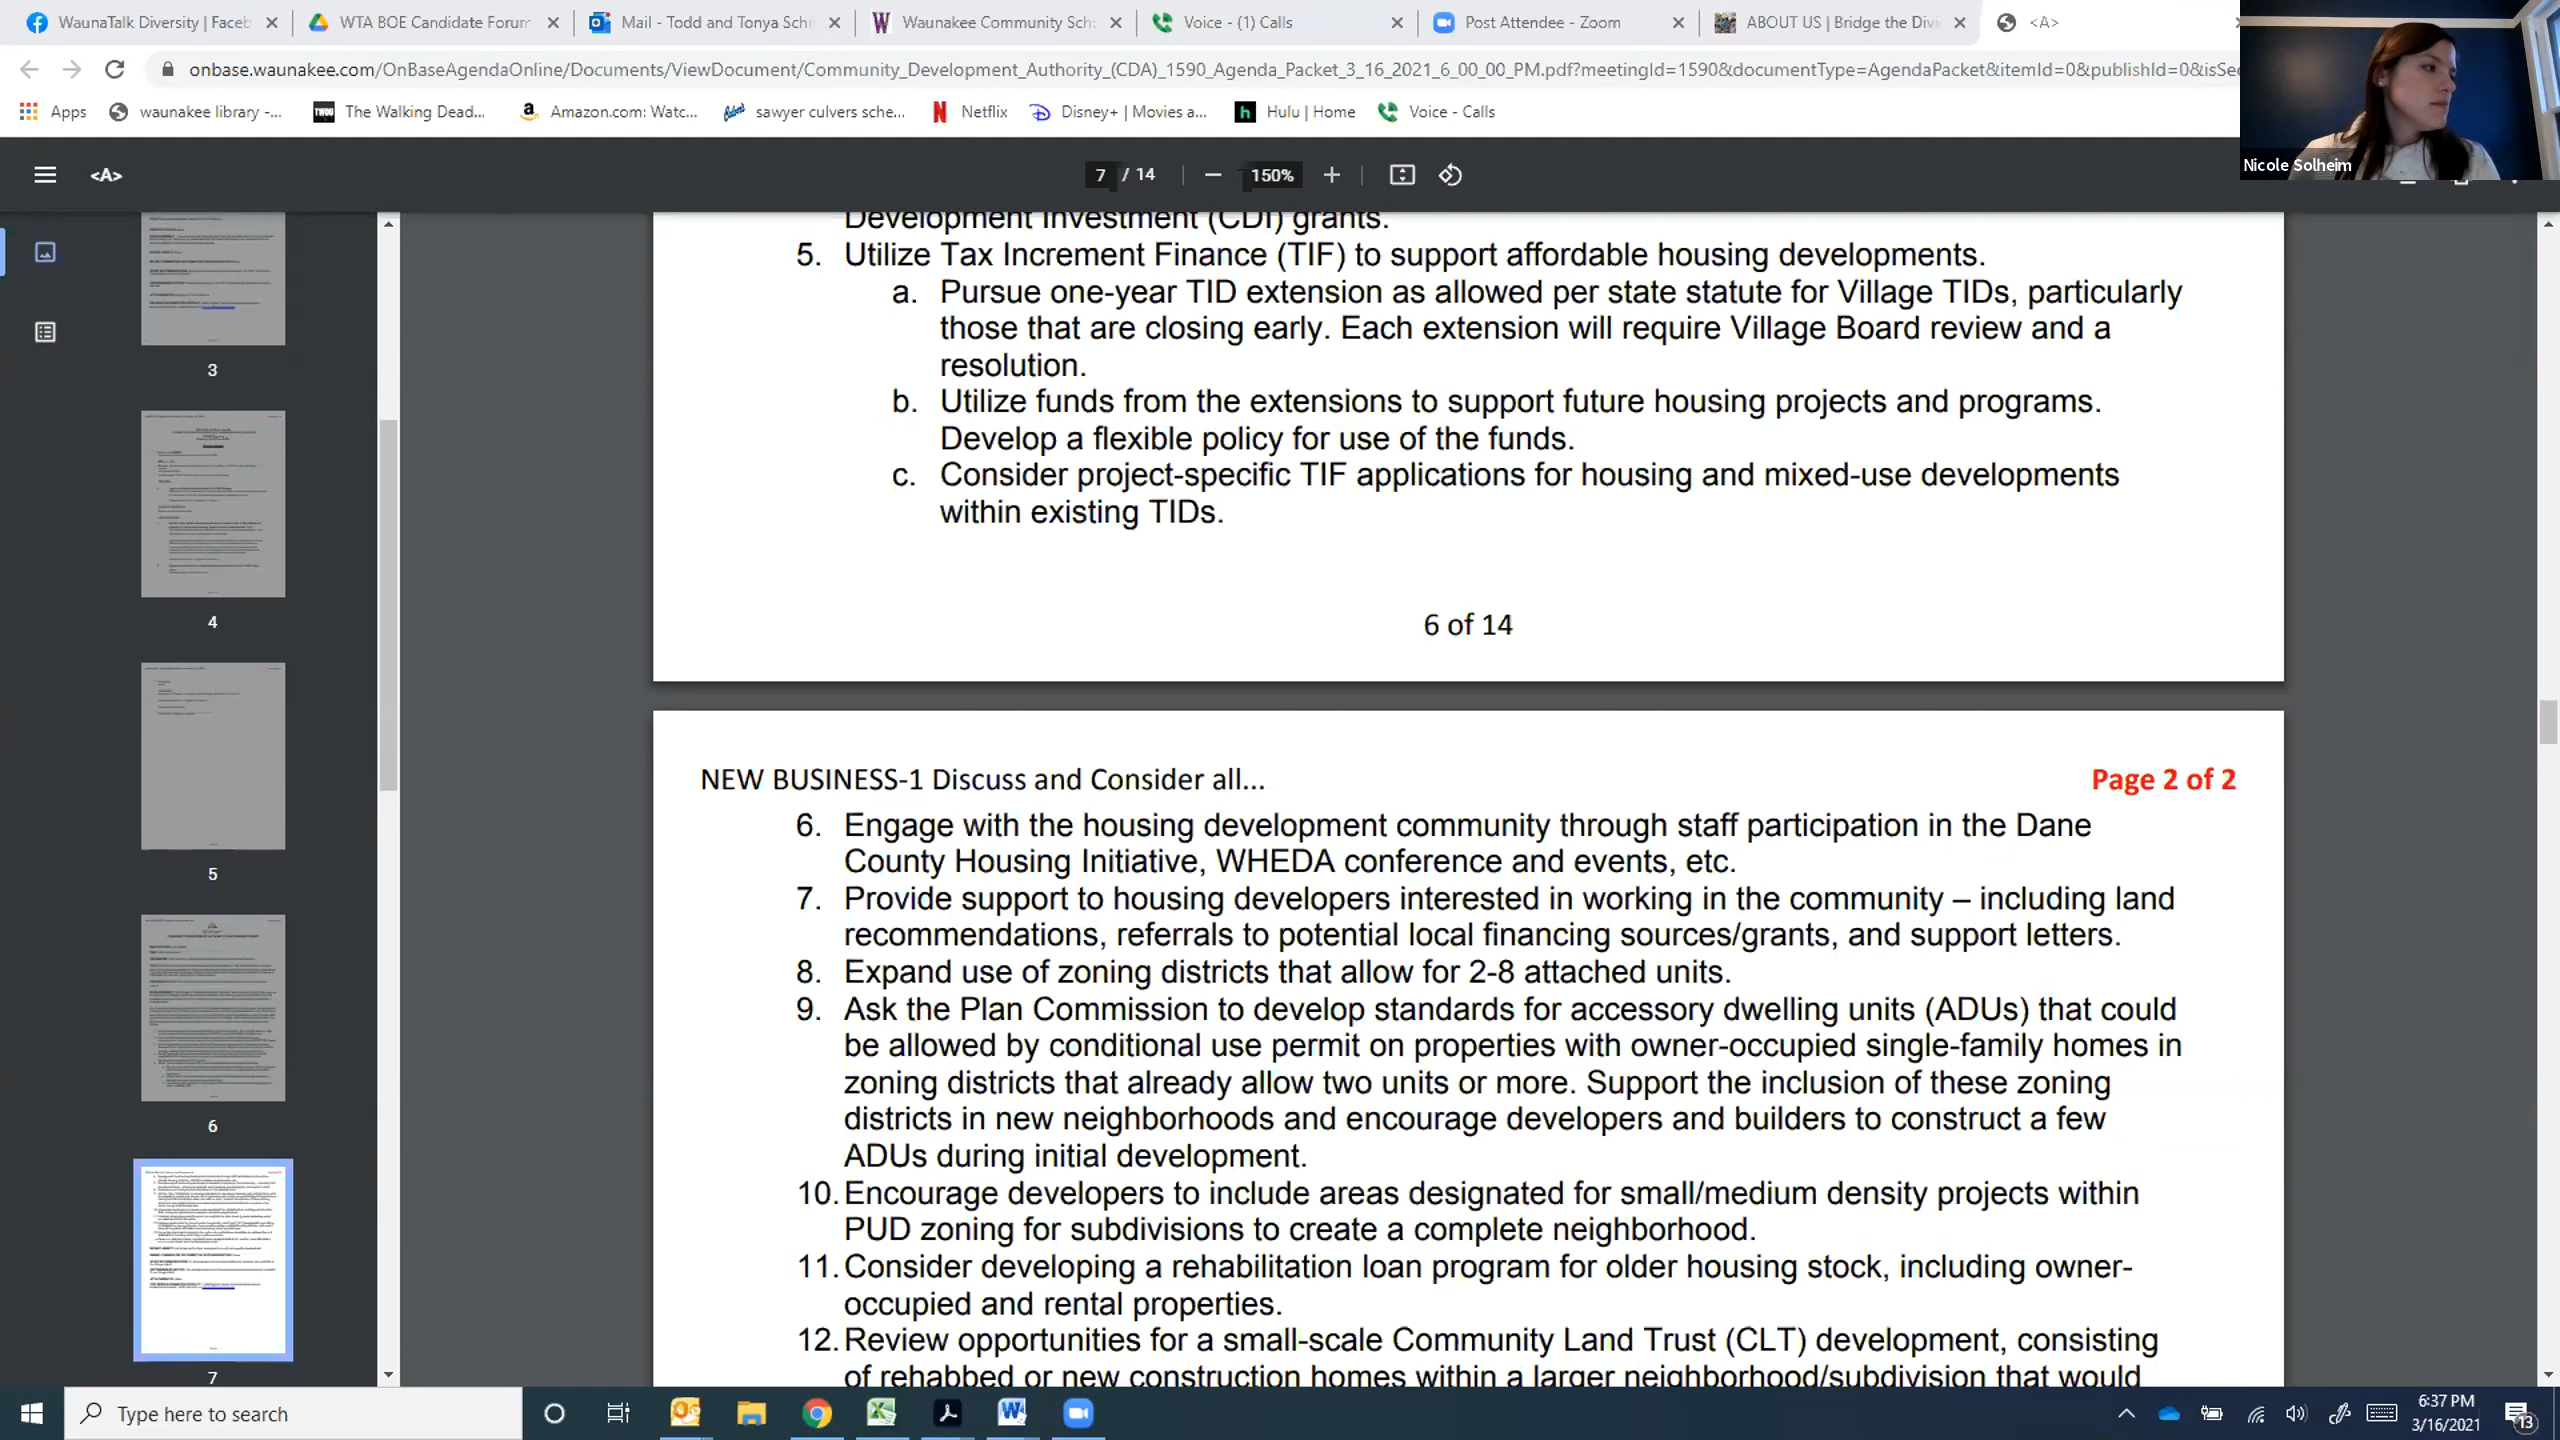 WaunaTalk Diversity | Faceb
WTA BOE Candidate Forum
Mail - Todd and Tonya Schn
Waunakee Community Scho
Voice - (1) Calls
Post Attendee - Zoom
ABOUT US | Bridge the Divi
<A>
onbase.waunakee.com/OnBaseAgendaOnline/Documents/ViewDocument/Community_Development_Authority_(CDA)_1590_Agenda_Packet_3_16_2021_6_00_00_PM.pdf?meetingId=1590&documentType=AgendaPacket&itemId=0&publishId=0&isSec
Apps
waunakee library -...
The Walking Dead...
Amazon.com: Watc...
sawyer culvers sche...
Netflix
Disney+ | Movies a...
Hulu | Home
Voice - Calls
Nicole Solheim
<A>
7 / 14
150%
3
4
5
6
7
Development Investment (CDI) grants.
5. Utilize Tax Increment Finance (TIF) to support affordable housing developments.
a. Pursue one-year TID extension as allowed per state statute for Village TIDs, particularly
those that are closing early. Each extension will require Village Board review and a
resolution.
b. Utilize funds from the extensions to support future housing projects and programs.
Develop a flexible policy for use of the funds.
c. Consider project-specific TIF applications for housing and mixed-use developments
within existing TIDs.
6 of 14
NEW BUSINESS-1 Discuss and Consider all...
Page 2 of 2
6. Engage with the housing development community through staff participation in the Dane
County Housing Initiative, WHEDA conference and events, etc.
7. Provide support to housing developers interested in working in the community – including land
recommendations, referrals to potential local financing sources/grants, and support letters.
8. Expand use of zoning districts that allow for 2-8 attached units.
9. Ask the Plan Commission to develop standards for accessory dwelling units (ADUs) that could
be allowed by conditional use permit on properties with owner-occupied single-family homes in
zoning districts that already allow two units or more. Support the inclusion of these zoning
districts in new neighborhoods and encourage developers and builders to construct a few
ADUs during initial development.
10. Encourage developers to include areas designated for small/medium density projects within
PUD zoning for subdivisions to create a complete neighborhood.
11. Consider developing a rehabilitation loan program for older housing stock, including owner-
occupied and rental properties.
12. Review opportunities for a small-scale Community Land Trust (CLT) development, consisting
of rehabbed or new construction homes within a larger neighborhood/subdivision that would
Type here to search
6:37 PM
3/16/2021
13